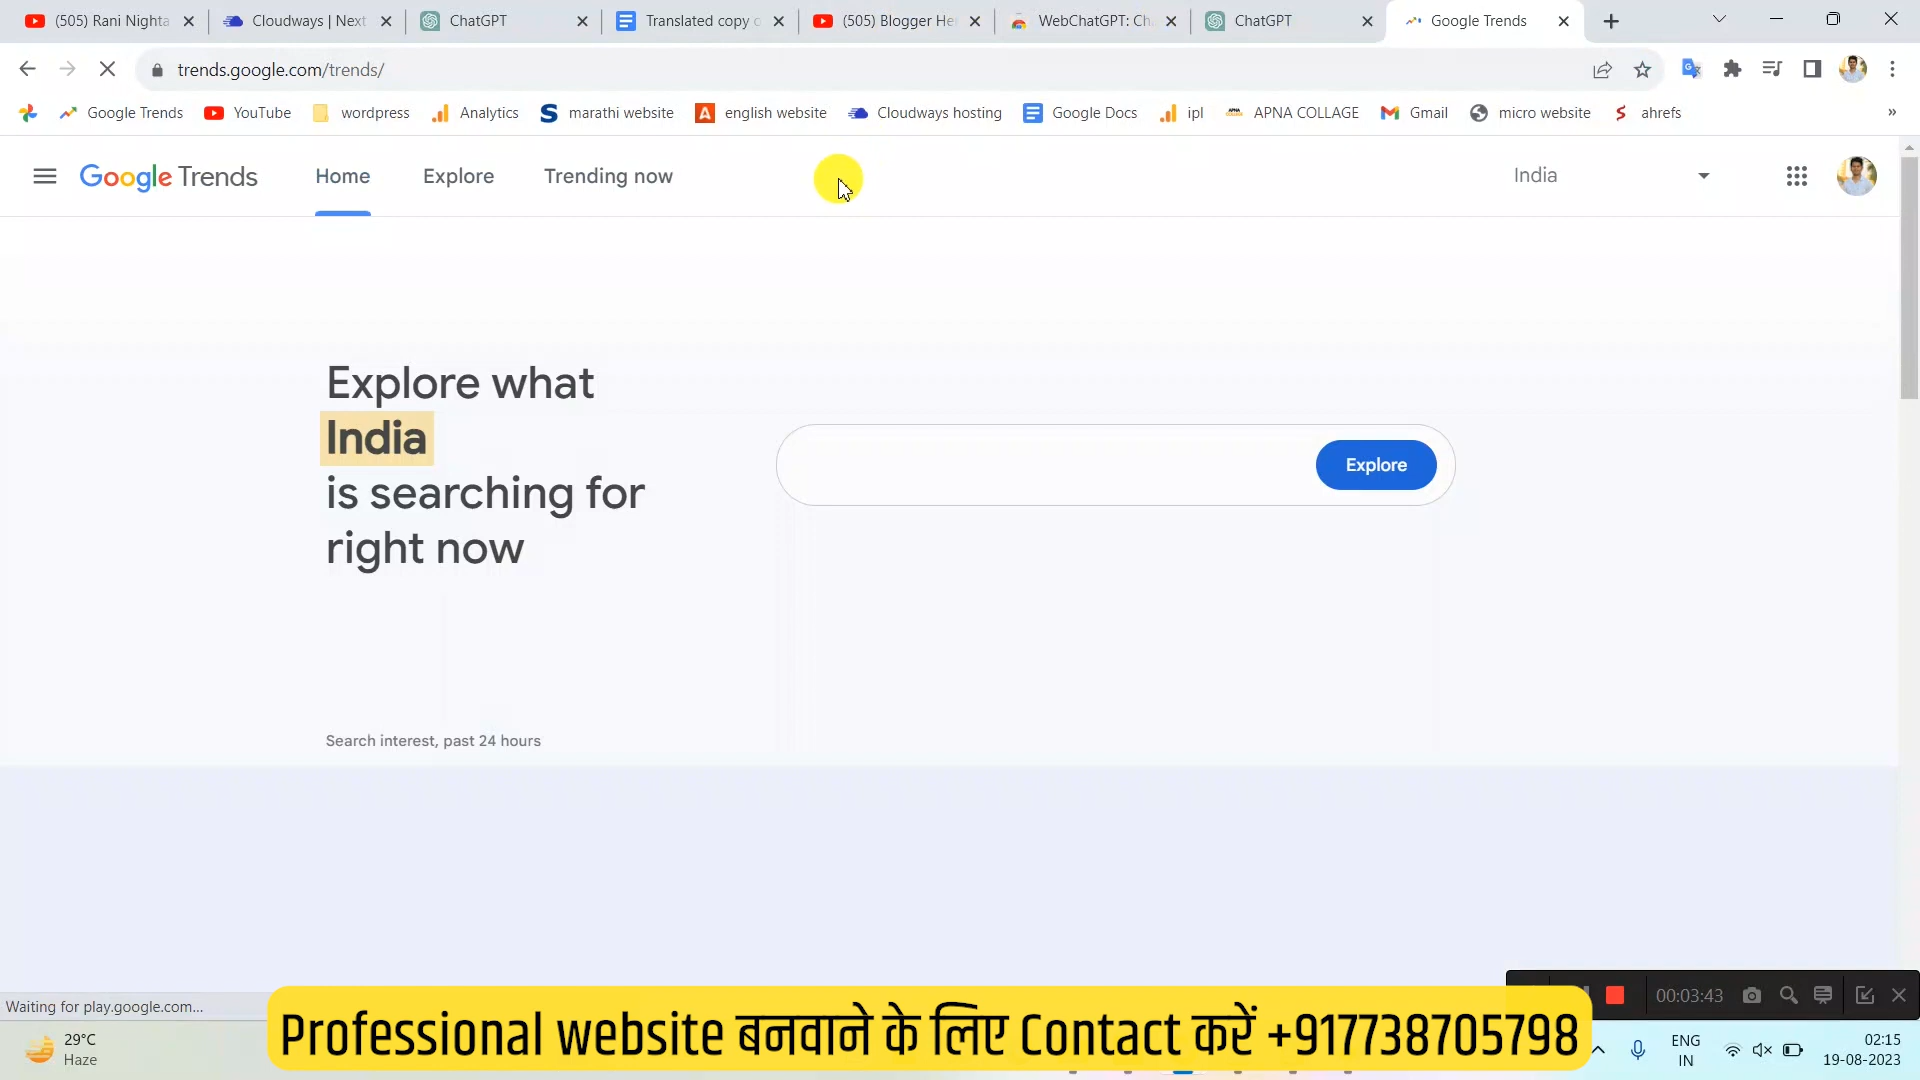 (505) Rani Nighta
Cloudways | Next
ChatGPT
Translated copy o
(505) Blogger He
WebChatGPT: Ch
ChatGPT
Google Trends
trends.google.com/trends/
Google Trends
YouTube
wordpress
Analytics
marathi website
english website
Cloudways hosting
Google Docs
ipl
APNA COLLAGE
Gmail
micro website
ahrefs
»
Google Trends
Home
Explore
Trending now
India
Explore what
India
is searching for
right now
Explore
Search interest, past 24 hours
Waiting for play.google.com...
00:03:43
Professional website बनवाने के लिए Contact करें +917738705798
29°C
Haze
ENG
IN
02:15
19-08-2023